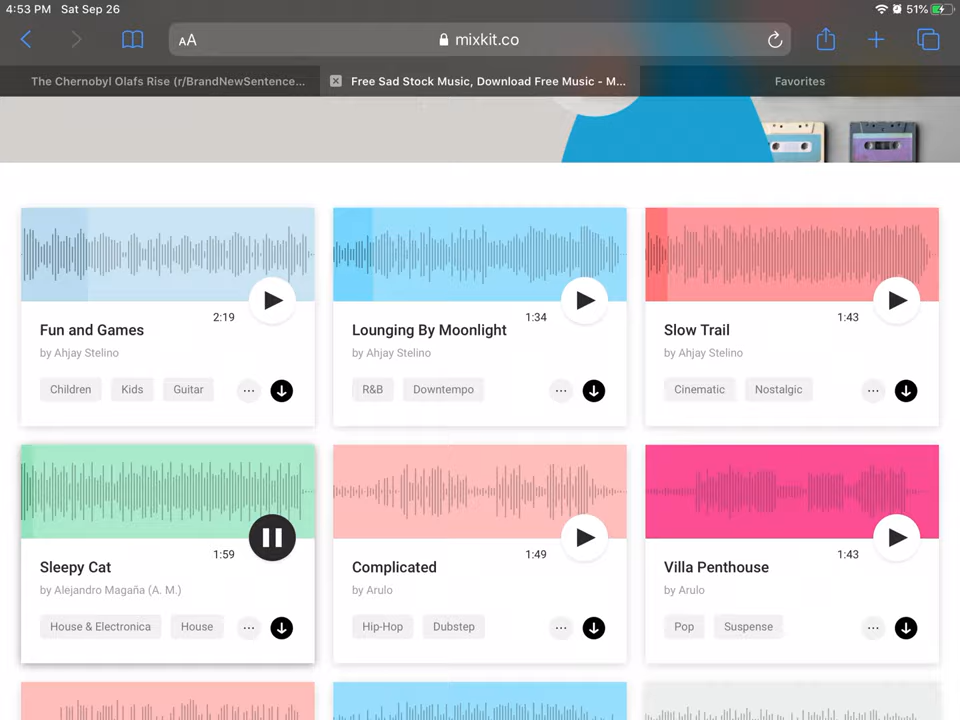 4:53 PM Sat Sep 26 51%
AA mixkit.co
The Chernobyl Olafs Rise (r/BrandNewSentence... Free Sad Stock Music, Download Free Music - M... Favorites
2:19 1:34 1:43
Fun and Games Lounging By Moonlight Slow Trail
by Ahjay Stelino by Ahjay Stelino by Ahjay Stelino
Children Kids Guitar ... R&B Downtempo ... Cinematic Nostalgic ...
1:59 1:49 1:43
Sleepy Cat Complicated Villa Penthouse
by Alejandro Magaña (A. M.) by Arulo by Arulo
House & Electronica House ... Hip-Hop Dubstep ... Pop Suspense ...